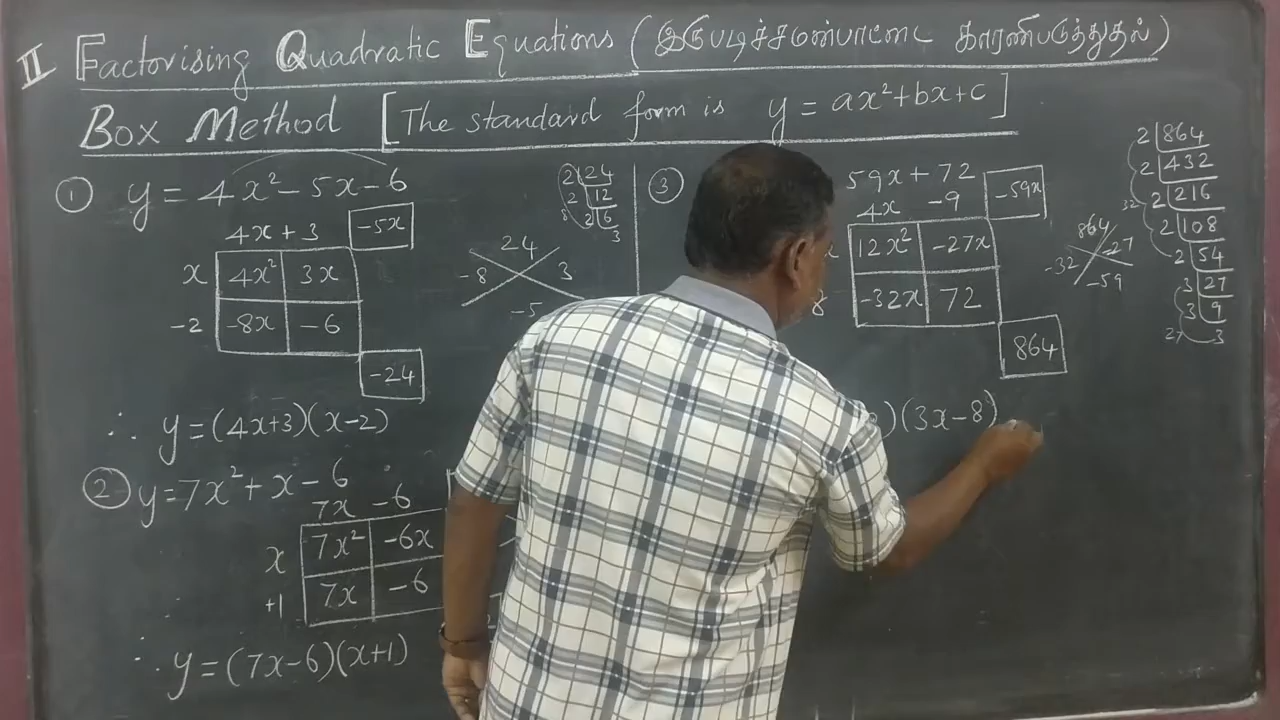 II Factorising Quadratic Equations (இருபடிச்சமன்பாட்டை காரணிபடுத்துதல்)
Box Method [The standard form is y = ax²+bx+c]
① y = 4x² - 5x - 6
4x + 3 -5x
x 4x² 3x
-2 -8x -6
-24
24
-8 3
-5
2 24
2 12
8 2 6
3
∴ y = (4x+3)(x-2)
② y = 7x² + x - 6
7x -6
x 7x² -6x
+1 7x -6
∴ y = (7x-6)(x+1)
③ 59x + 72
4x -9 -59x
12x² -27x
8 -32x 72
864
)(3x-8)
864
-32 -27
-59
2 864
2 432
32 2 216
2 108
2 54
3 27
3 9
27 3